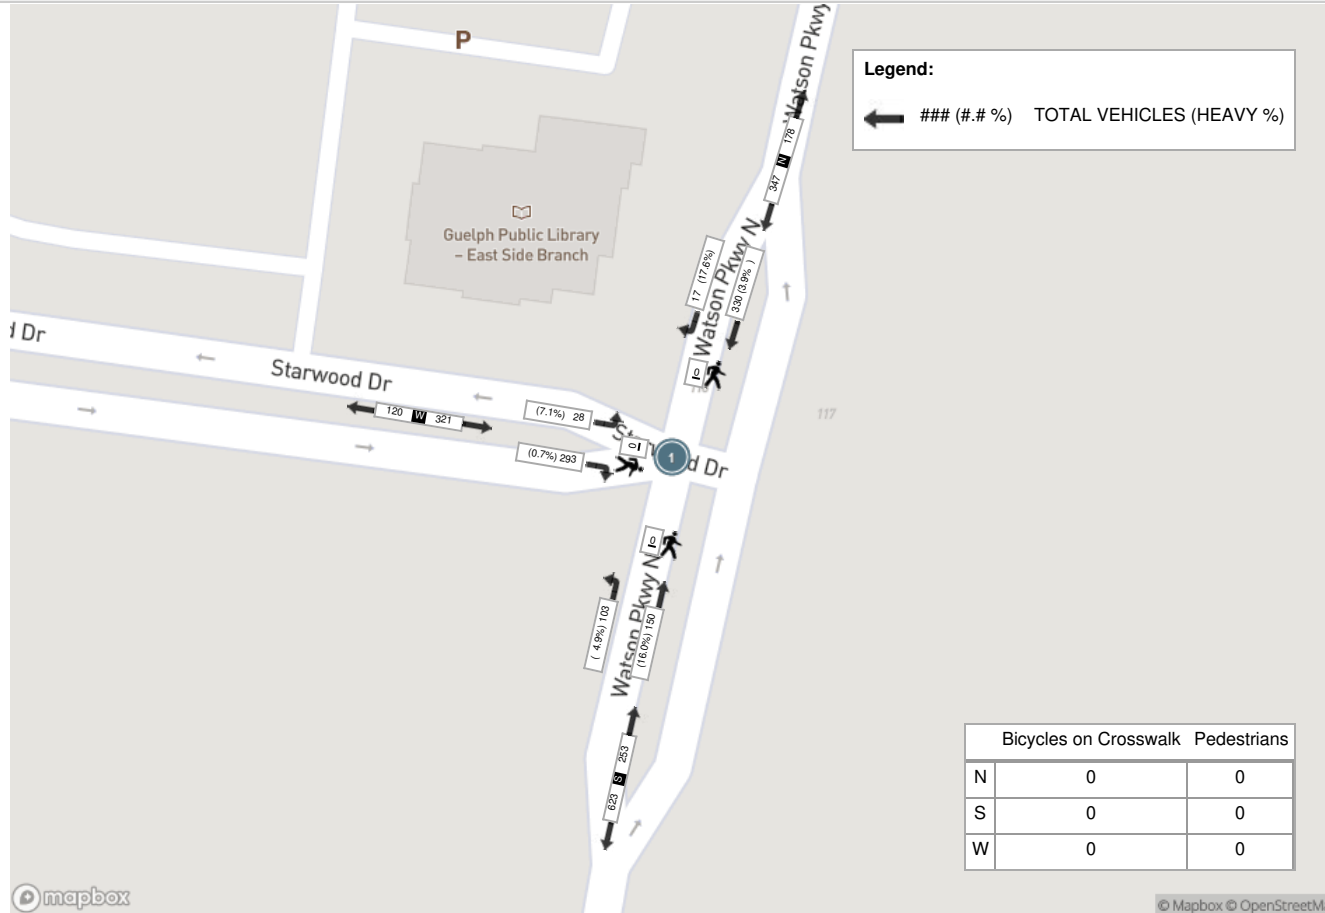 P
Watson Pkwy
Legend:
### (#.# %) TOTAL VEHICLES (HEAVY %)
347 N 178
Guelph Public Library
– East Side Branch
17 (17.6%)
Watson Pkwy N
330 (3.9% )
0
117
d Dr
Starwood Dr
120 W 321
(7.1%) 28
0
(0.7%) 293
1
d Dr
0
( 4.9%) 103
Watson Pkwy N
(16.0%) 150
623 S 253
Bicycles on Crosswalk Pedestrians
N 0 0
S 0 0
W 0 0
mapbox
© Mapbox © OpenStreetM